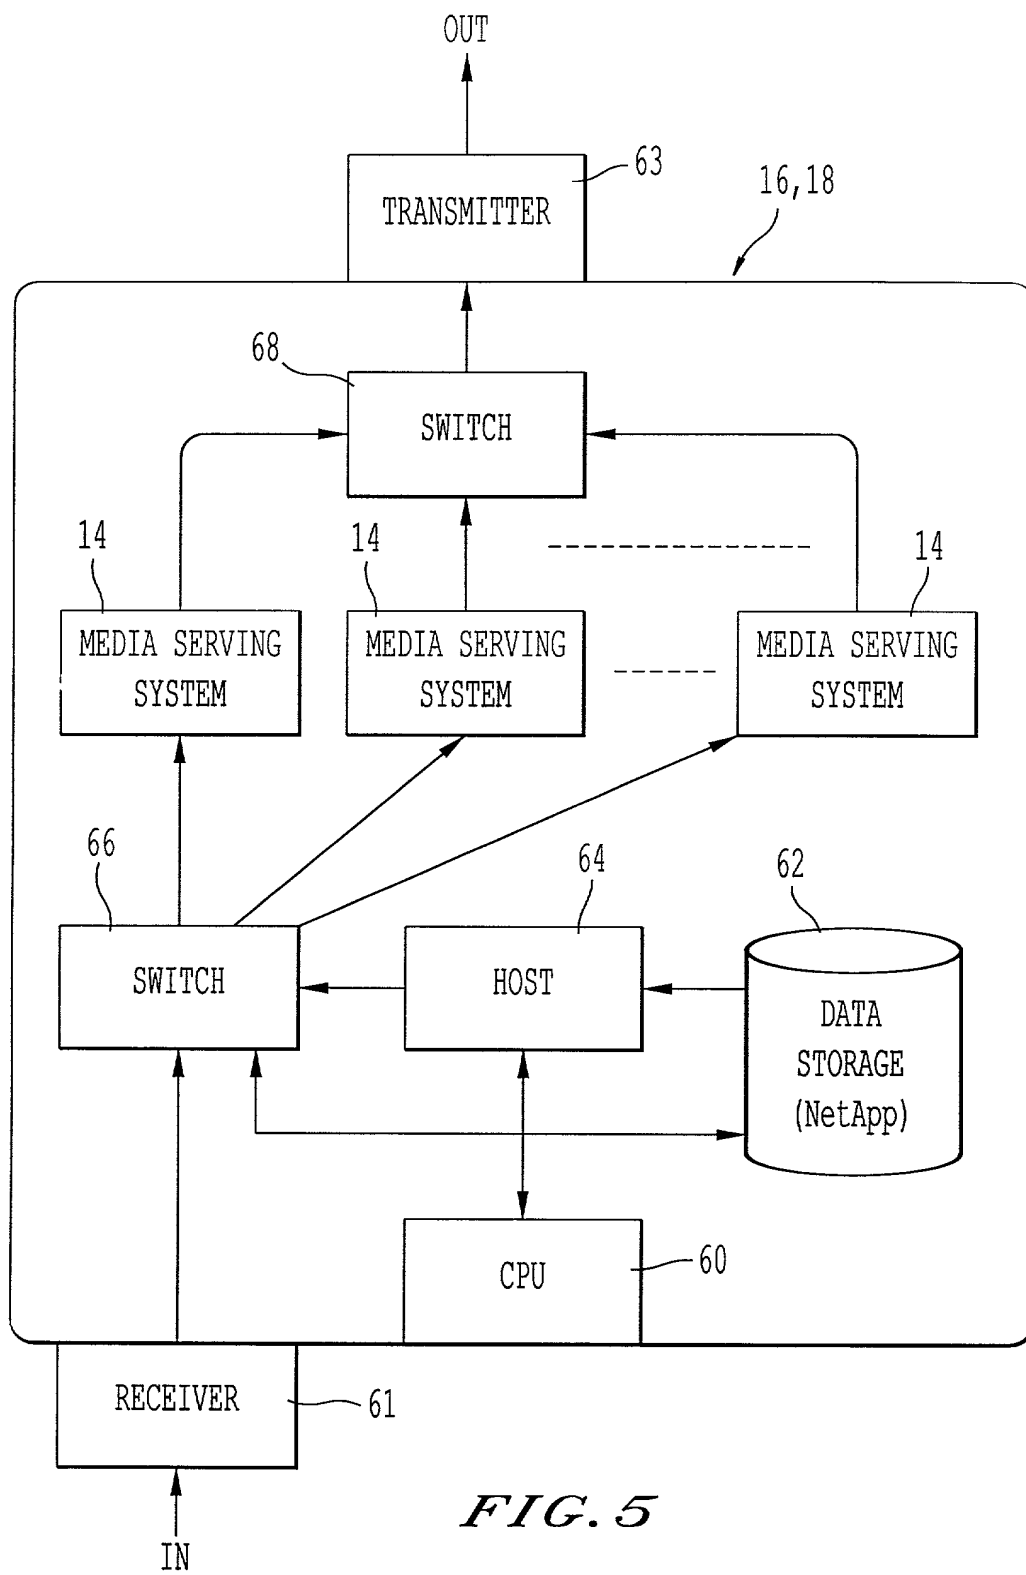 OUT
63
TRANSMITTER
16,18
68
SWITCH
14
14
14
MEDIA SERVING
SYSTEM
MEDIA SERVING
SYSTEM
MEDIA SERVING
SYSTEM
66
64
62
SWITCH
HOST
DATA
STORAGE
(NetApp)
CPU
60
RECEIVER
61
IN
FIG. 5